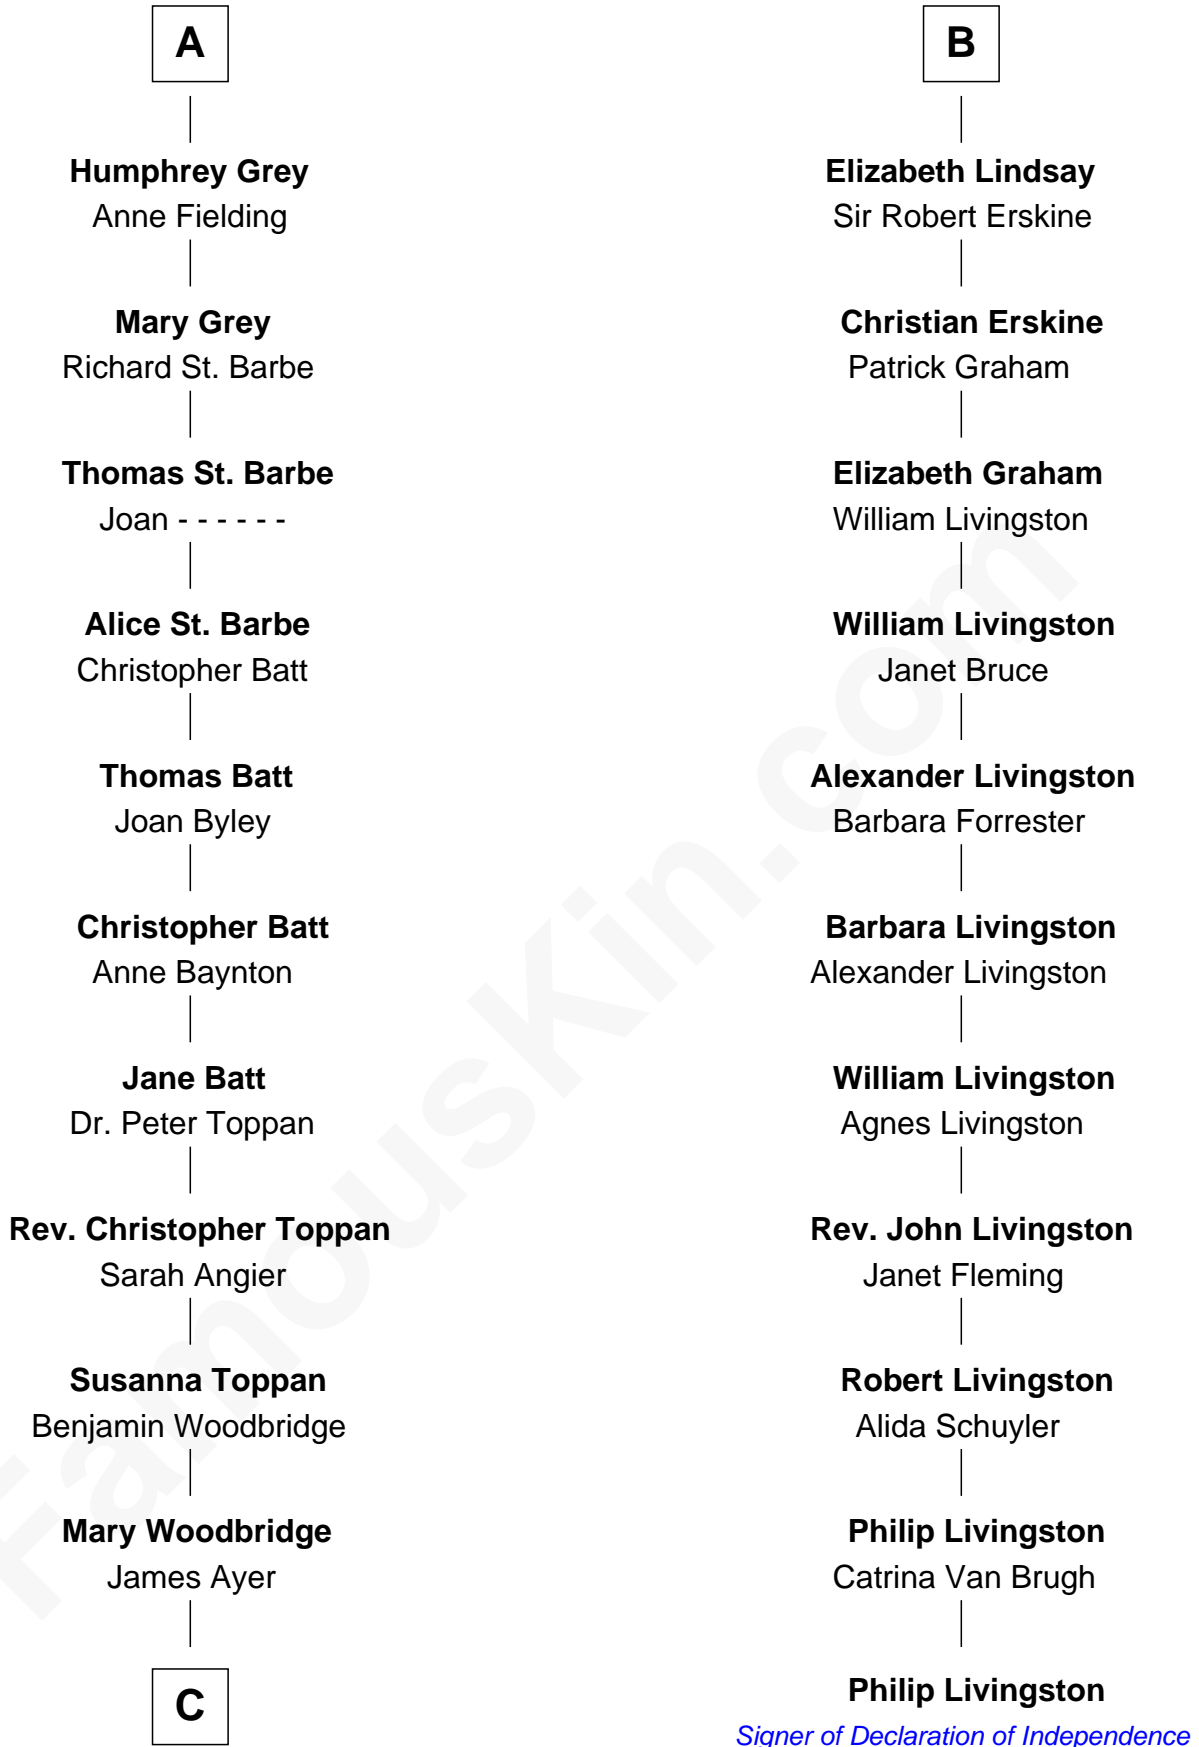 A
Humphrey Grey
Anne Fielding
Mary Grey
Richard St. Barbe
Thomas St. Barbe
Joan - - - - - -
Alice St. Barbe
Christopher Batt
Thomas Batt
Joan Byley
Christopher Batt
Anne Baynton
Jane Batt
Dr. Peter Toppan
Rev. Christopher Toppan
Sarah Angier
Susanna Toppan
Benjamin Woodbridge
Mary Woodbridge
James Ayer
C
B
Elizabeth Lindsay
Sir Robert Erskine
Christian Erskine
Patrick Graham
Elizabeth Graham
William Livingston
William Livingston
Janet Bruce
Alexander Livingston
Barbara Forrester
Barbara Livingston
Alexander Livingston
William Livingston
Agnes Livingston
Rev. John Livingston
Janet Fleming
Robert Livingston
Alida Schuyler
Philip Livingston
Catrina Van Brugh
Philip Livingston
Signer of Declaration of Independence
FamousKin.com